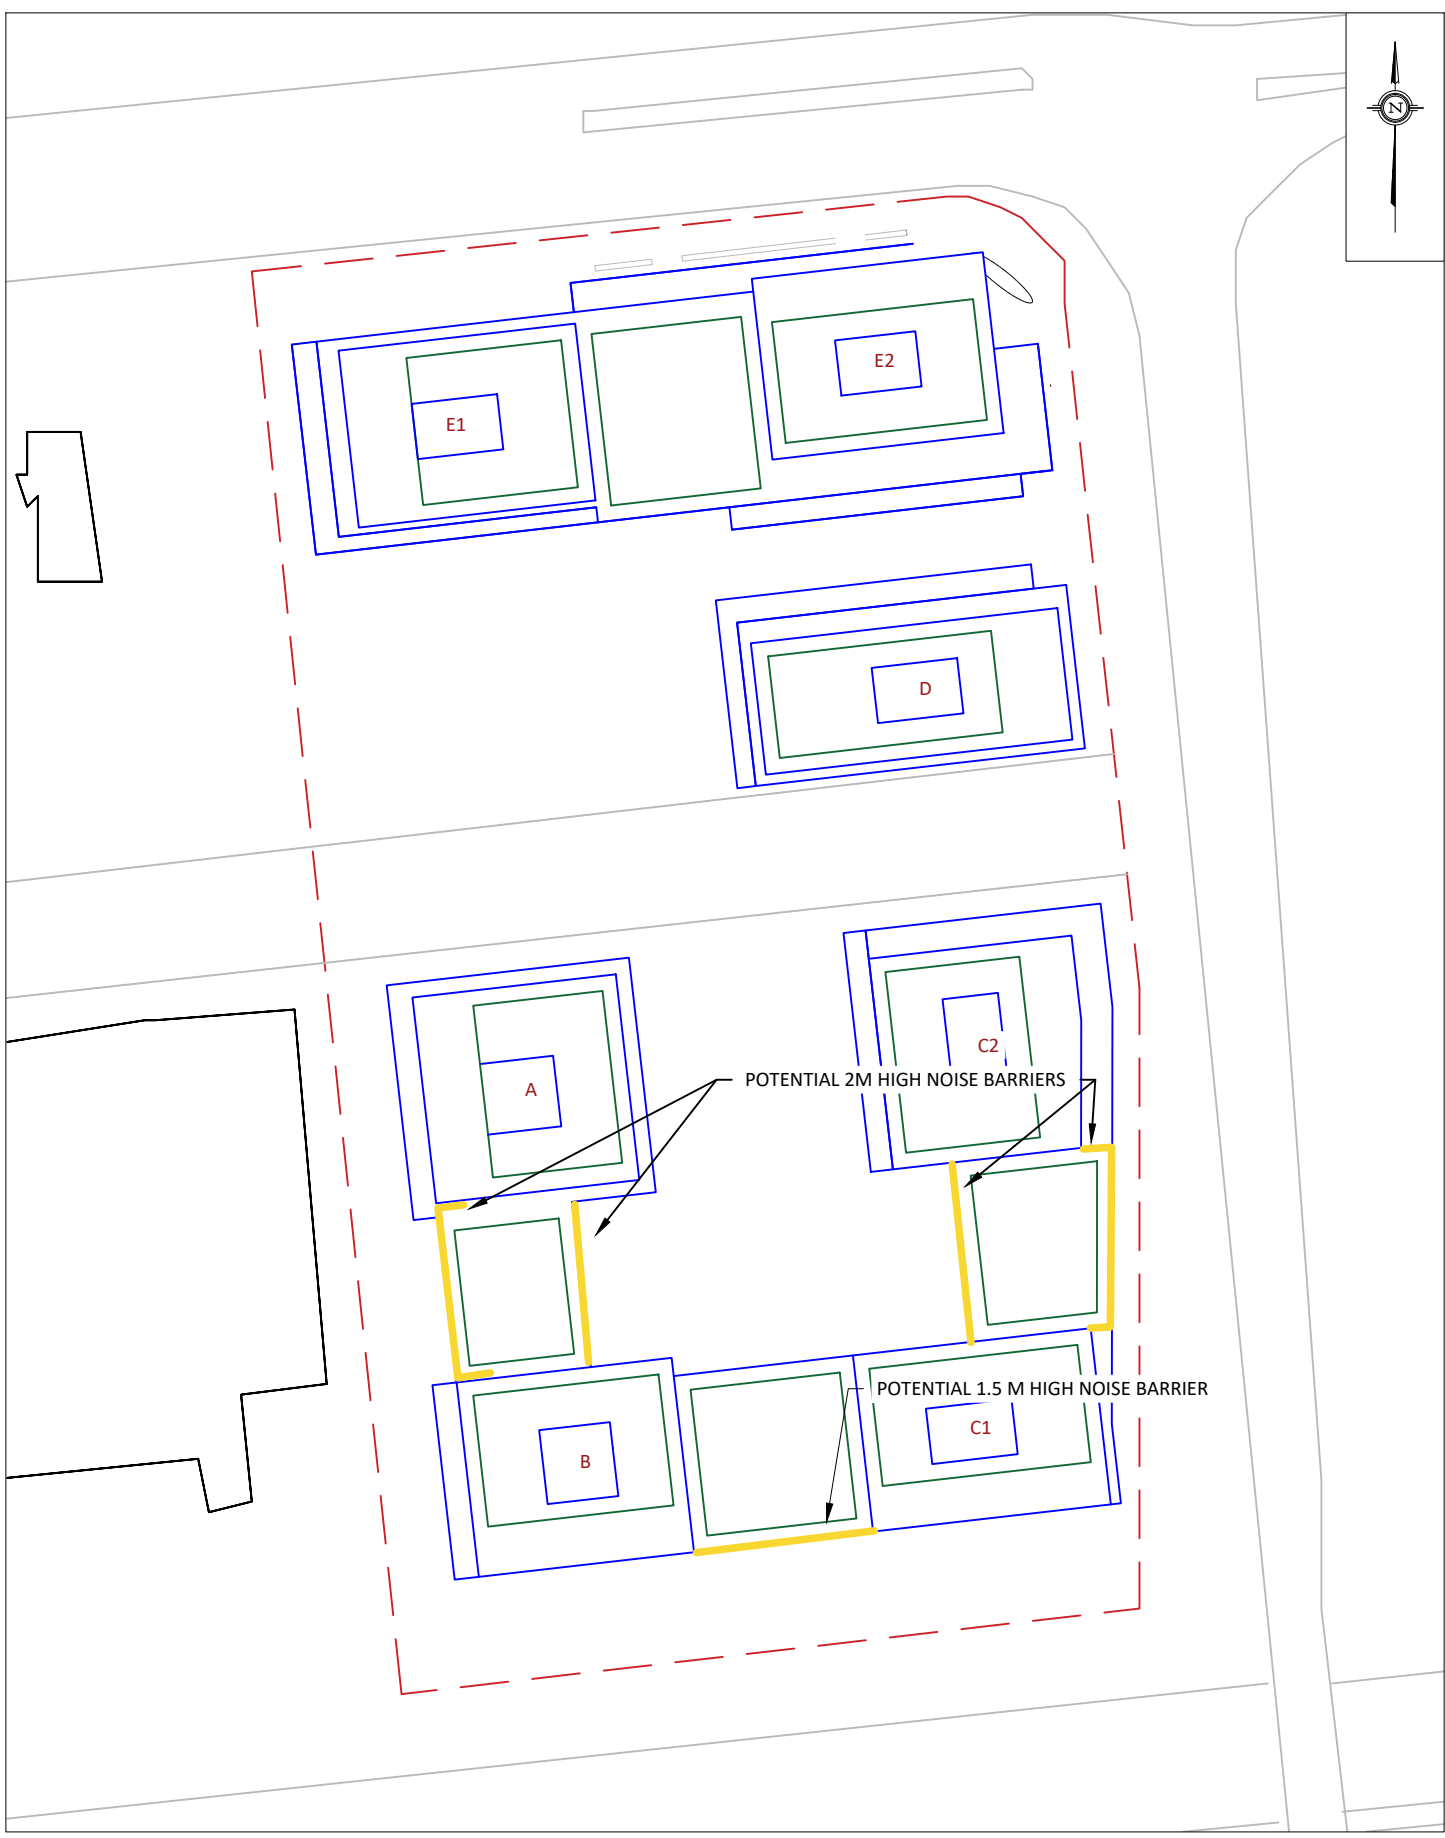 N
E2
E1
D
C2
POTENTIAL 2M HIGH NOISE BARRIERS
A
POTENTIAL 1.5 M HIGH NOISE BARRIER
C1
B